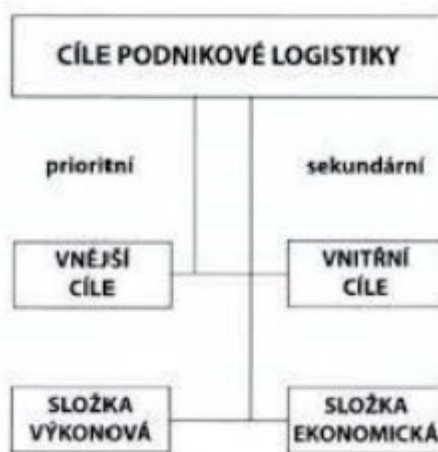 CÍLE PODNIKOVÉ LOGISTIKY
prioritní
sekundární
VNĚJŠÍ
CÍLE
VNITŘNÍ
CÍLE
SLOŽKA
VÝKONOVÁ
SLOŽKA
EKONOMICKÁ